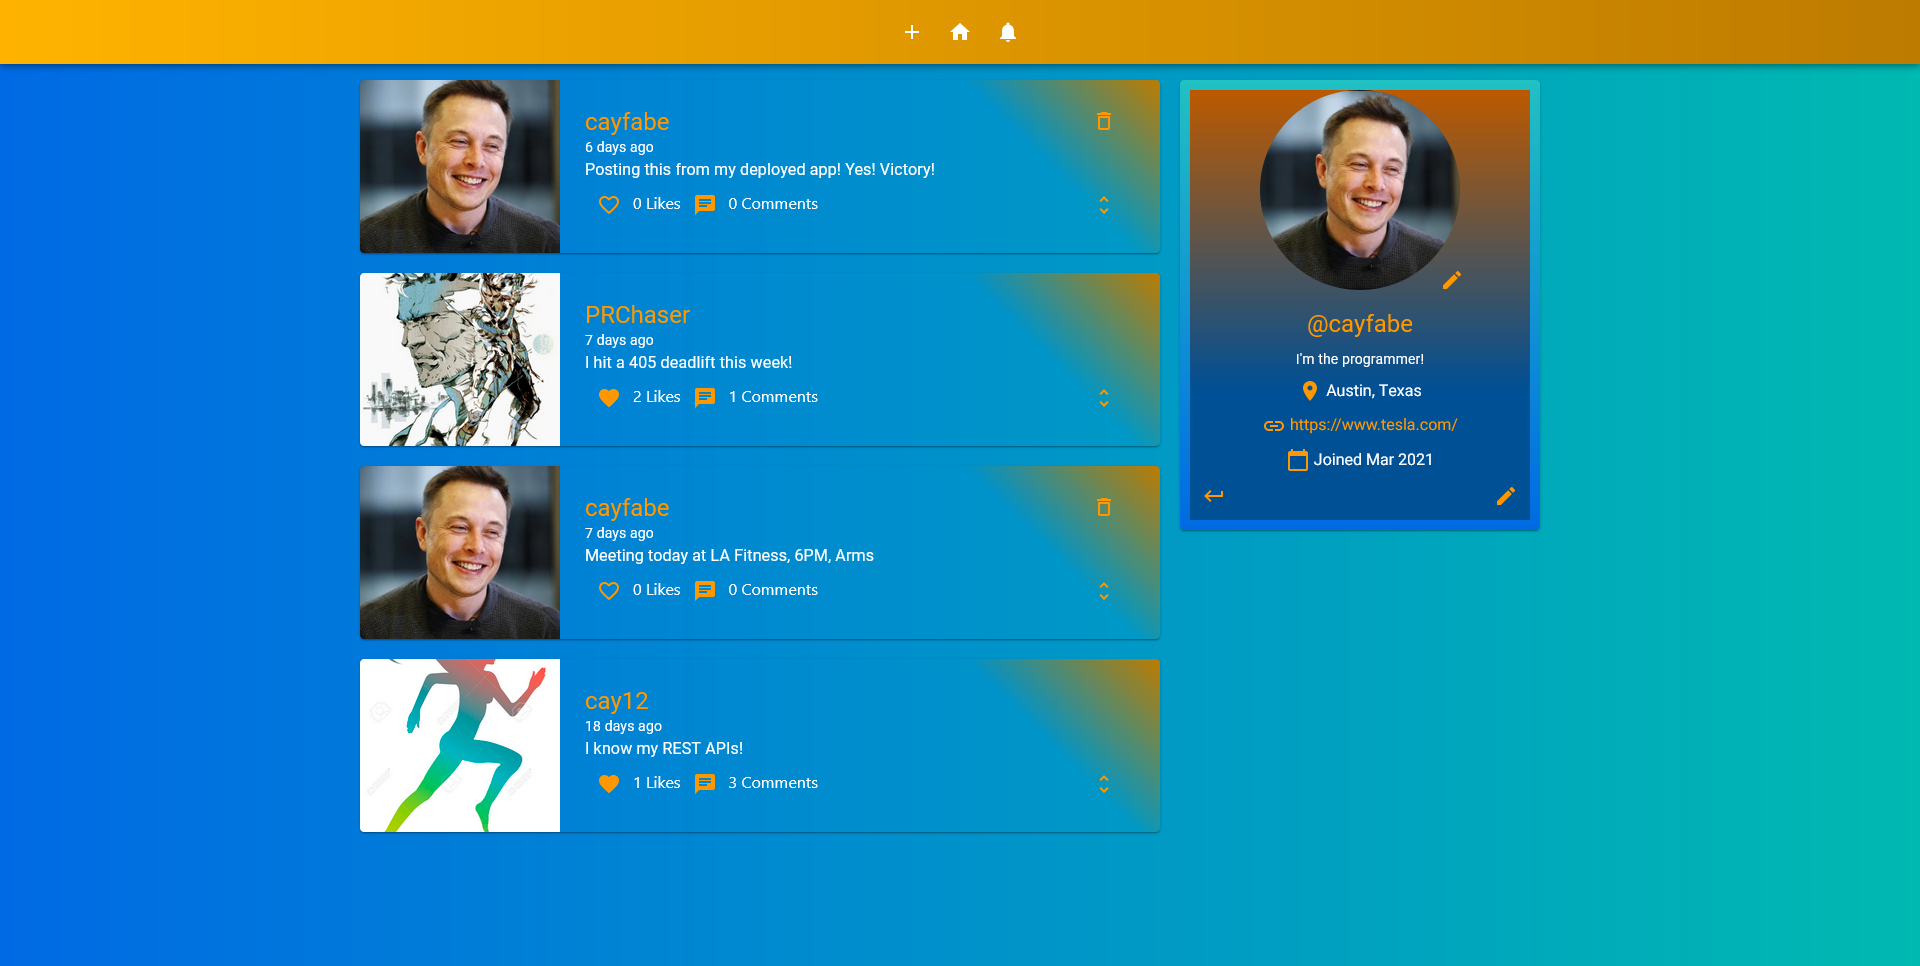 cayfabe
6 days ago
Posting this from my deployed app! Yes! Victory!
0 Likes 0 Comments
PRChaser
7 days ago
I hit a 405 deadlift this week!
2 Likes 1 Comments
cayfabe
7 days ago
Meeting today at LA Fitness, 6PM, Arms
0 Likes 0 Comments
cay12
18 days ago
I know my REST APIs!
1 Likes 3 Comments
@cayfabe
I'm the programmer!
Austin, Texas
https://www.tesla.com/
Joined Mar 2021